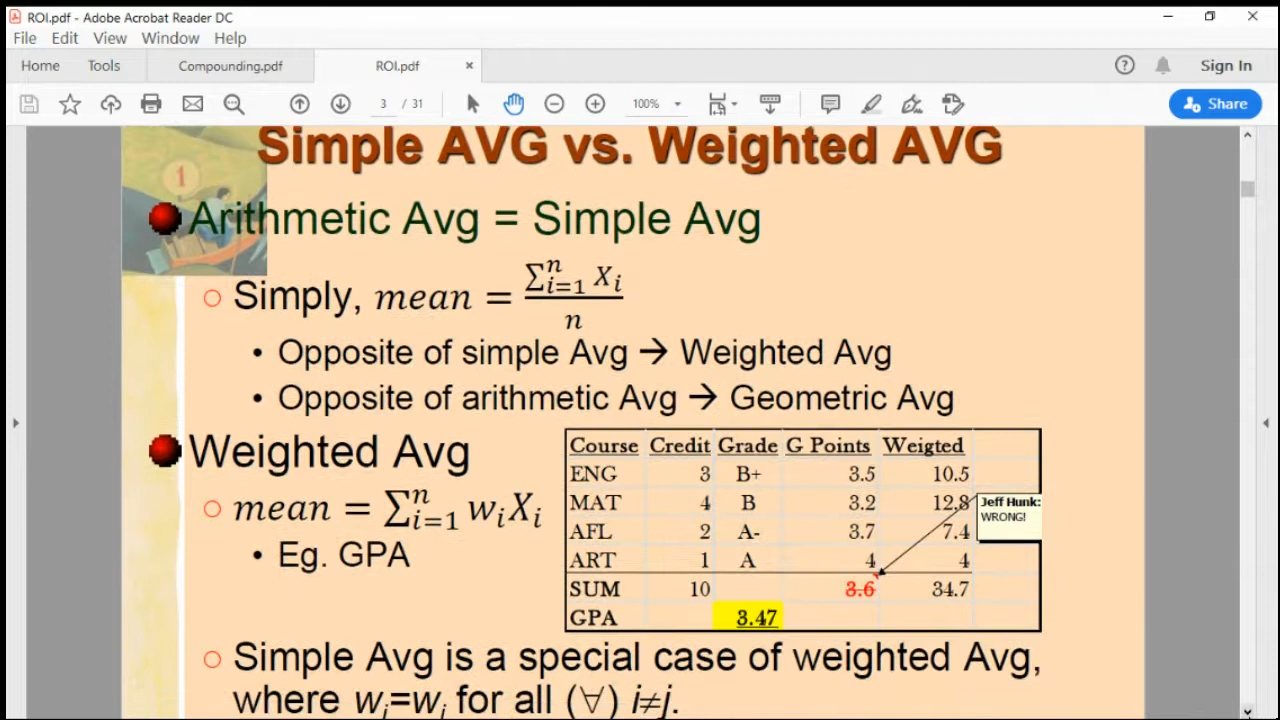 ROI.pdf - Adobe Acrobat Reader DC
File Edit View Window Help
Home Tools Compounding.pdf ROI.pdf × Sign In
3 / 31 100% Share
Simple AVG vs. Weighted AVG
1
Arithmetic Avg = Simple Avg
Simply, mean = ∑ⁿᵢ₌₁ Xᵢ / n
• Opposite of simple Avg → Weighted Avg
• Opposite of arithmetic Avg → Geometric Avg
Weighted Avg
mean = ∑ⁿᵢ₌₁ wᵢXᵢ
• Eg. GPA
Course Credit Grade G Points Weigted
ENG 3 B+ 3.5 10.5
MAT 4 B 3.2 12.8
AFL 2 A- 3.7 7.4
ART 1 A 4 4
SUM 10 3.6 34.7
GPA 3.47
Jeff Hunk:
WRONG!
Simple Avg is a special case of weighted Avg,
where wᵢ=wⱼ for all (∀) i≠j.